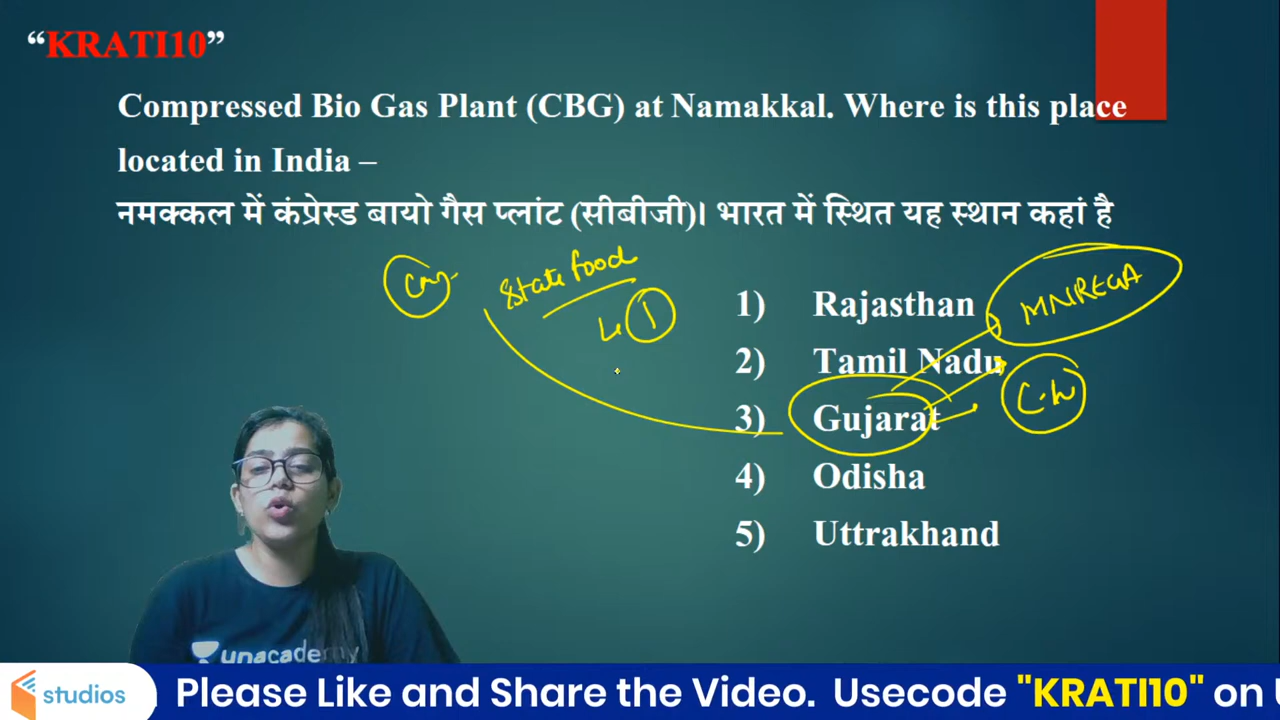 “KRATI10”
Compressed Bio Gas Plant (CBG) at Namakkal. Where is this place
located in India –
नमक्कल में कंप्रेस्ड बायो गैस प्लांट (सीबीजी)। भारत में स्थित यह स्थान कहां है
State food
1
MNREGA
1) Rajasthan
2) Tamil Nadu
C.W
3) Gujarat
4) Odisha
5) Uttrakhand
unacademy
studios
Please Like and Share the Video. Usecode "KRATI10" on